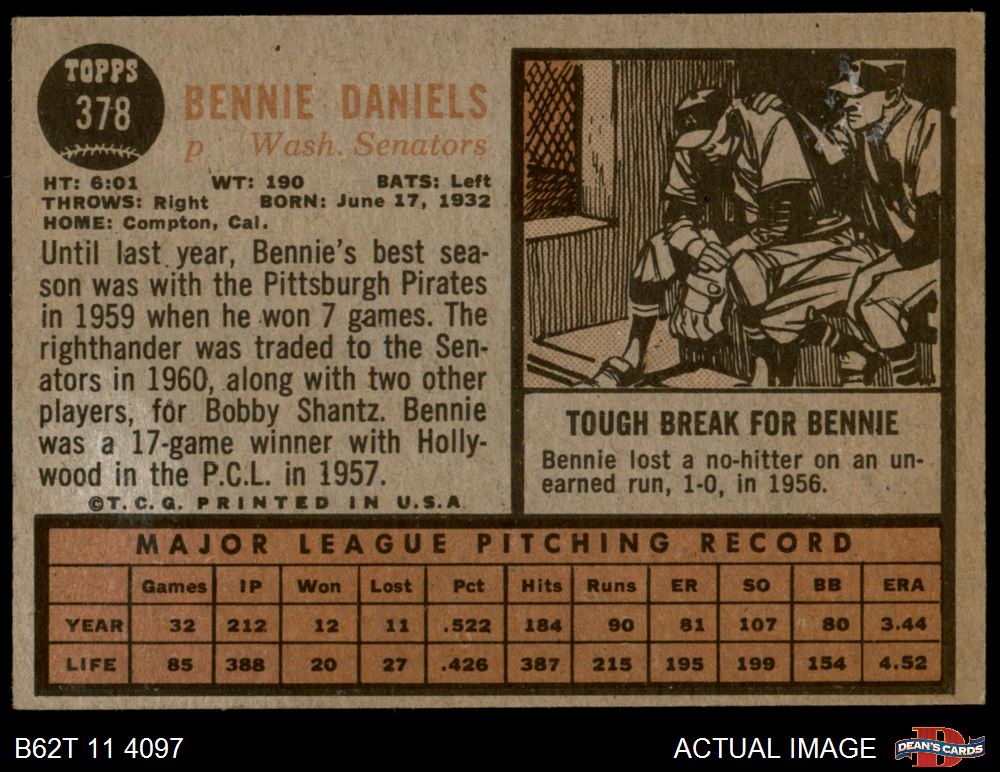 TOPPS
378
BENNIE DANIELS
p Wash. Senators
HT: 6:01 WT: 190 BATS: Left
THROWS: Right BORN: June 17, 1932
HOME: Compton, Cal.
Until last year, Bennie's best sea-
son was with the Pittsburgh Pirates
in 1959 when he won 7 games. The
righthander was traded to the Sen-
ators in 1960, along with two other
players, for Bobby Shantz. Bennie
was a 17-game winner with Holly-
wood in the P.C.L. in 1957.
©T.C.G. PRINTED IN U.S.A.
TOUGH BREAK FOR BENNIE
Bennie lost a no-hitter on an un-
earned run, 1-0, in 1956.
MAJOR LEAGUE PITCHING RECORD
Games IP Won Lost Pct Hits Runs ER SO BB ERA
YEAR 32 212 12 11 .522 184 90 81 107 80 3.44
LIFE 85 388 20 27 .426 387 215 195 199 154 4.52
B62T 11 4097
ACTUAL IMAGE
D
DEAN'S CARDS